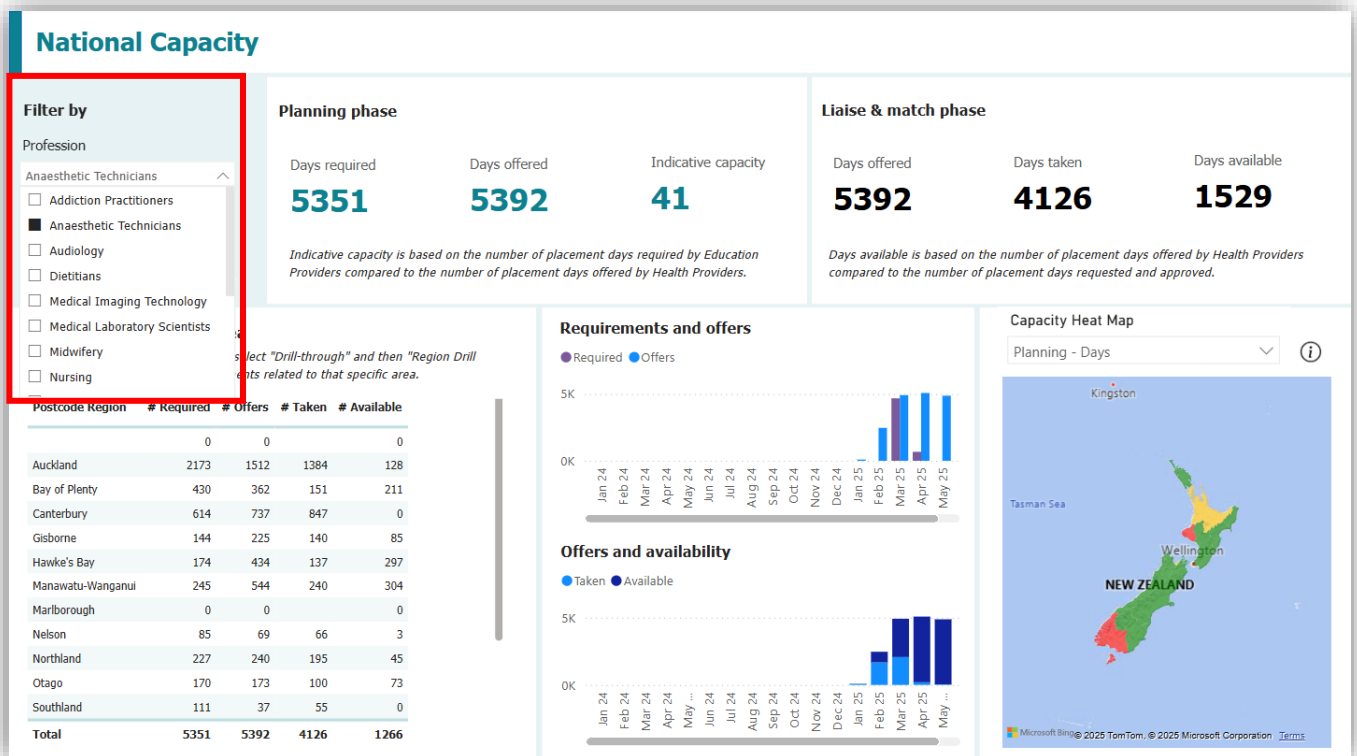 National Capacity
Filter by
Profession
Anaesthetic Technicians
Addiction Practitioners
Anaesthetic Technicians
Audiology
Dietitians
Medical Imaging Technology
Medical Laboratory Scientists
Midwifery
Nursing
Planning phase
Days required
Days offered
Indicative capacity
5351
5392
41
Indicative capacity is based on the number of placement days required by Education
Providers compared to the number of placement days offered by Health Providers.
Liaise & match phase
Days offered
Days taken
Days available
5392
4126
1529
Days available is based on the number of placement days offered by Health Providers
compared to the number of placement days requested and approved.
select "Drill-through" and then "Region Drill
related to that specific area.
Postcode Region # Required # Offers # Taken # Available
0 0 0
Auckland 2173 1512 1384 128
Bay of Plenty 430 362 151 211
Canterbury 614 737 847 0
Gisborne 144 225 140 85
Hawke's Bay 174 434 137 297
Manawatu-Wanganui 245 544 240 304
Marlborough 0 0 0
Nelson 85 69 66 3
Northland 227 240 195 45
Otago 170 173 100 73
Southland 111 37 55 0
Total 5351 5392 4126 1266
Requirements and offers
Required Offers
5K
0K
Jan 24 Feb 24 Mar 24 Apr 24 May 24 Jun 24 Jul 24 Aug 24 Sep 24 Oct 24 Nov 24 Dec 24 Jan 25 Feb 25 Mar 25 Apr 25 May 25
Offers and availability
Taken Available
5K
0K
Jan 24 Feb 24 Mar 24 Apr 24 May ... Jun 24 Jul 24 Aug 24 Sep 24 Oct 24 Nov 24 Dec 24 Jan 25 Feb 25 Mar 25 Apr 25 May ...
Capacity Heat Map
Planning - Days
Kingston
Tasman Sea
Wellington
NEW ZEALAND
Microsoft Bing © 2025 TomTom, © 2025 Microsoft Corporation Terms